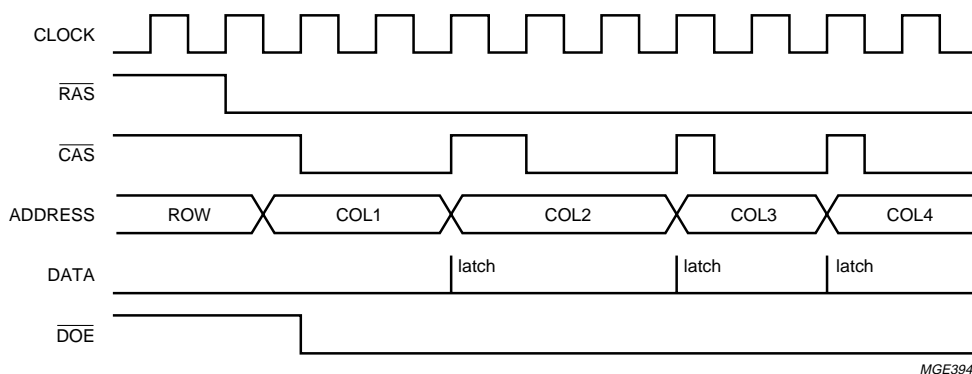 CLOCK
RAS
CAS
ADDRESS ROW COL1 COL2 COL3 COL4
DATA latch latch latch
DOE
MGE394